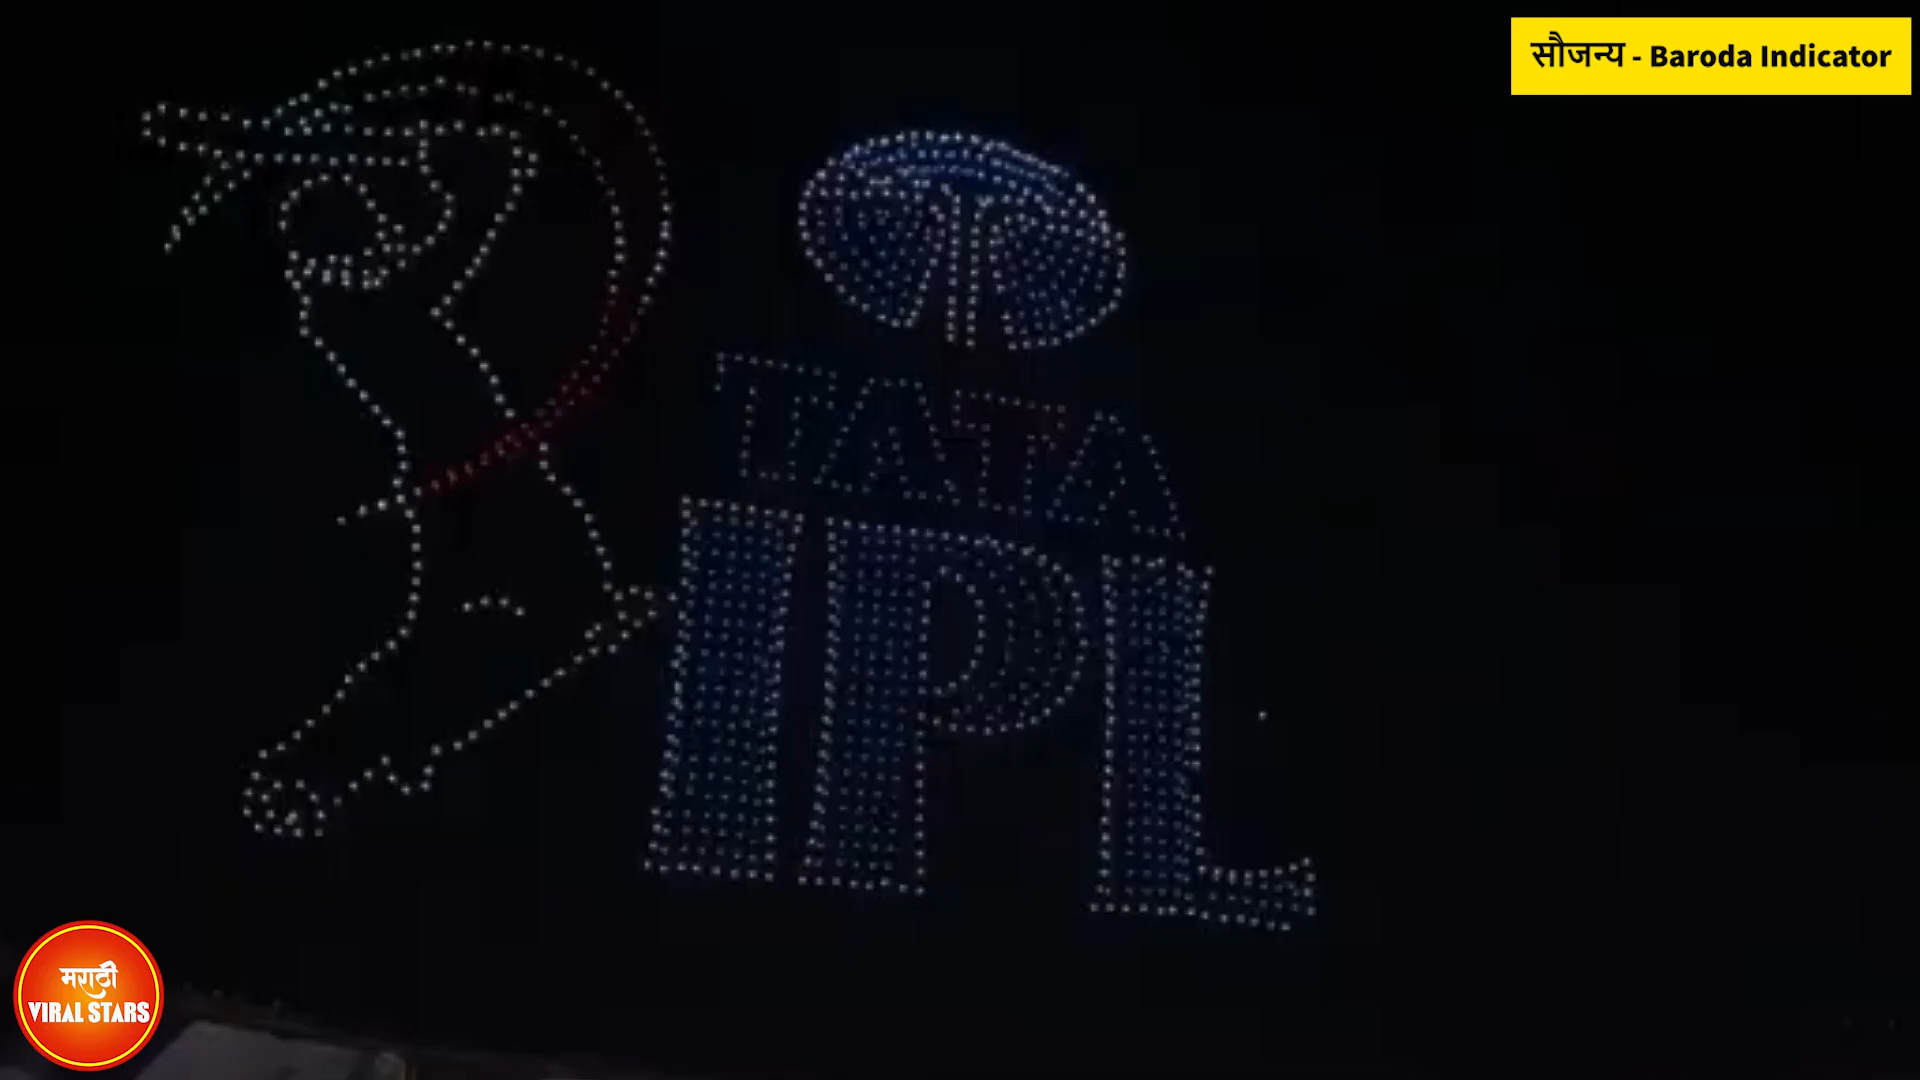 सौजन्य - Baroda Indicator
TATA
IPL
मराठी
VIRAL STARS